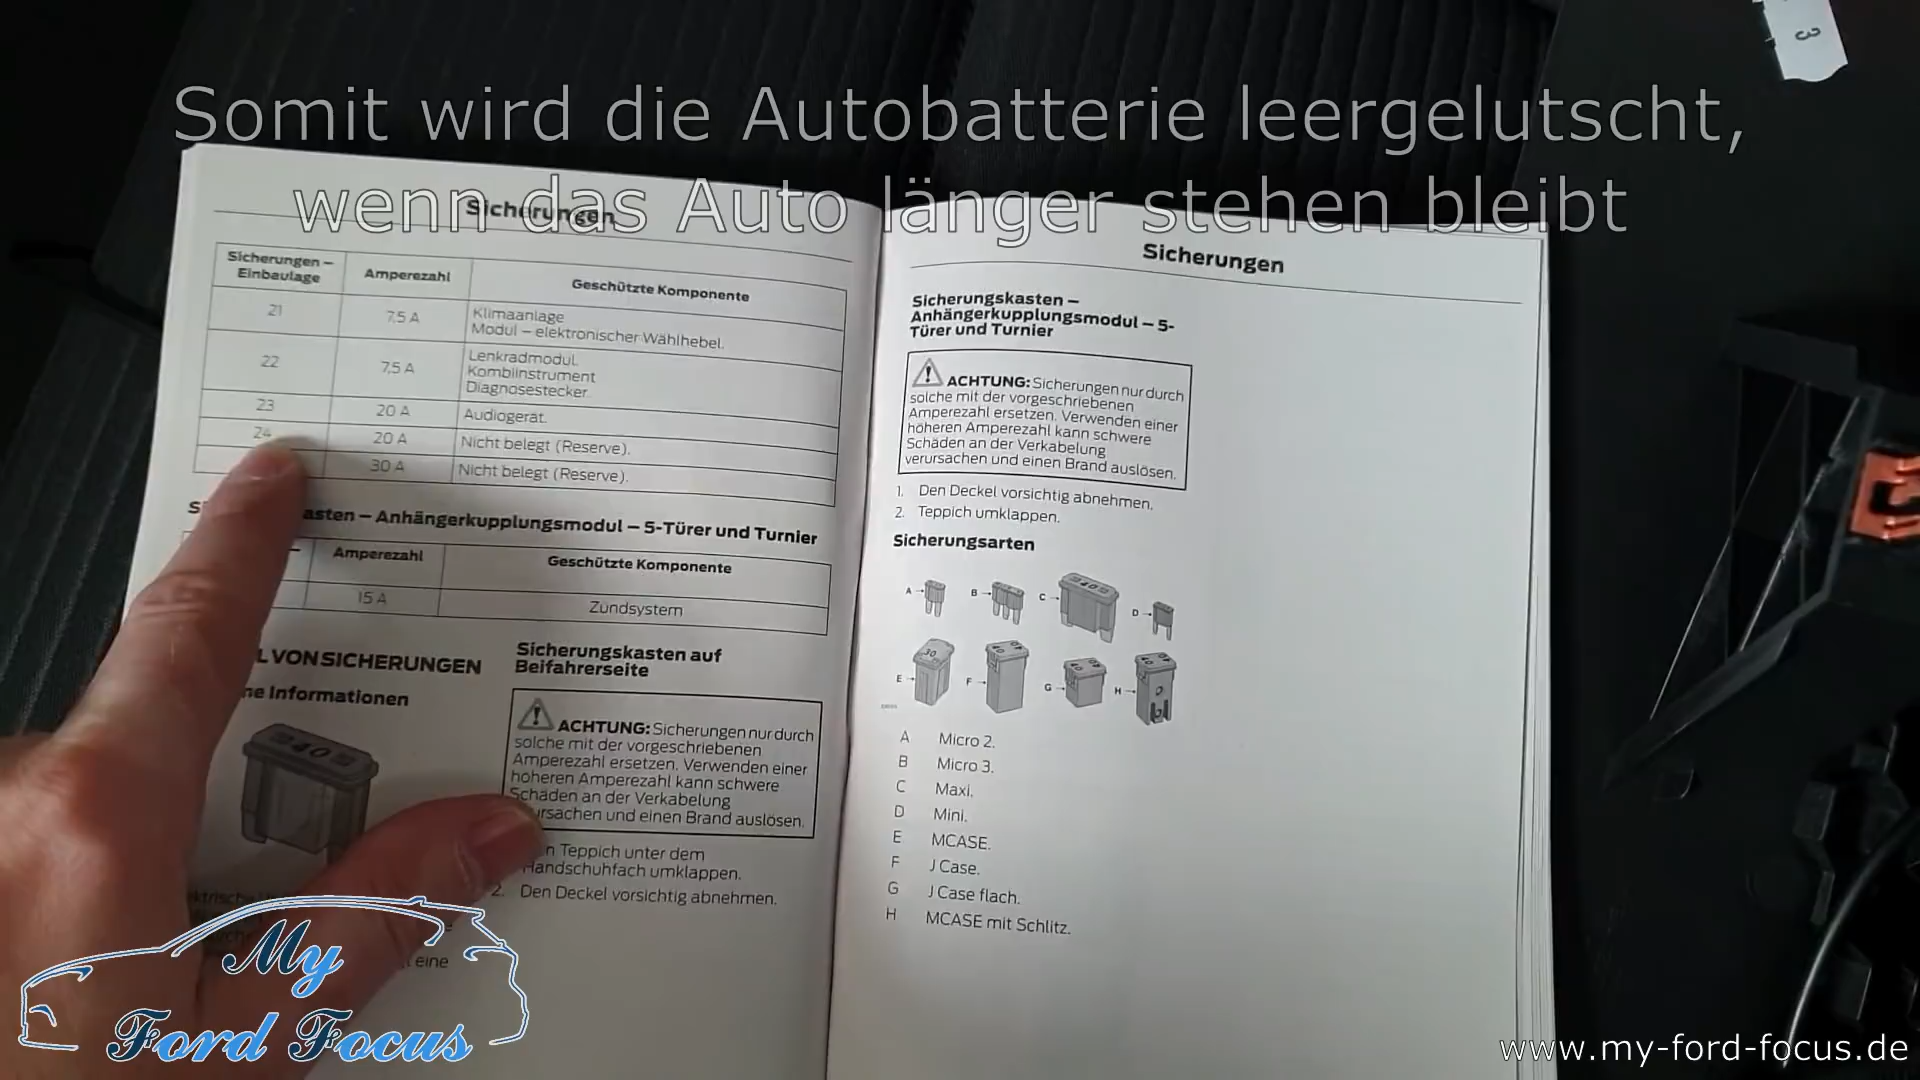 Somit wird die Autobatterie leergelutscht,
wenn das Auto länger stehen bleibt
Sicherungen
Sicherungen – Einbaulage
Amperezahl
Geschützte Komponente
21
7,5 A
Klimaanlage
Modul – elektronischer Wählhebel.
22
7,5 A
Lenkradmodul.
Kombiinstrument
Diagnosestecker.
23
20 A
Audiogerät.
24
20 A
Nicht belegt (Reserve).
30 A
Nicht belegt (Reserve).
asten – Anhängerkupplungsmodul – 5-Türer und Turnier
Amperezahl
Geschützte Komponente
15 A
Zündsystem
L VON SICHERUNGEN
ne Informationen
40
Sicherungskasten auf
Beifahrerseite
ACHTUNG: Sicherungen nur durch
solche mit der vorgeschriebenen
Amperezahl ersetzen. Verwenden einer
höheren Amperezahl kann schwere
Schäden an der Verkabelung
ursachen und einen Brand auslösen.
n Teppich unter dem
Handschuhfach umklappen.
2. Den Deckel vorsichtig abnehmen.
eine
Sicherungen
Sicherungskasten –
Anhängerkupplungsmodul – 5-
Türer und Turnier
ACHTUNG: Sicherungen nur durch
solche mit der vorgeschriebenen
Amperezahl ersetzen. Verwenden einer
höheren Amperezahl kann schwere
Schäden an der Verkabelung
verursachen und einen Brand auslösen.
1. Den Deckel vorsichtig abnehmen.
2. Teppich umklappen.
Sicherungsarten
A B C D
E F G H
A Micro 2.
B Micro 3.
C Maxi.
D Mini.
E MCASE.
F J Case.
G J Case flach.
H MCASE mit Schlitz.
3
My
Ford Focus
www.my-ford-focus.de